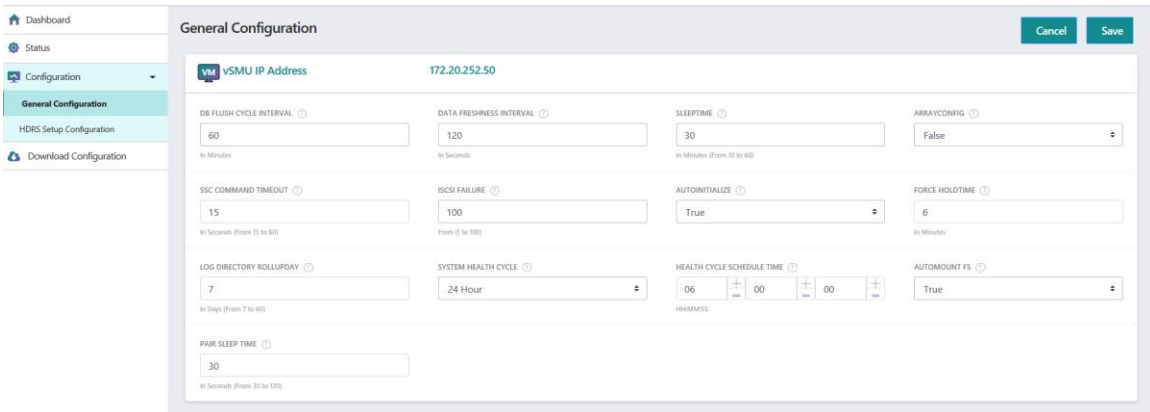 Dashboard
Status
Configuration
General Configuration
HDRS Setup Configuration
Download Configuration
General Configuration
Cancel
Save
VM
vSMU IP Address
172.20.252.50
DB FLUSH CYCLE INTERVAL ?
DATA FRESHNESS INTERVAL ?
SLEEPTIME ?
ARRAYCONFIG ?
60
120
30
False
In Minutes
In Seconds
In Minutes (From 10 to 60)
SSC COMMAND TIMEOUT ?
ISCSI FAILURE ?
AUTOINITIALIZE ?
FORCE HOLDTIME ?
15
100
True
6
In Seconds (From 15 to 60)
From (1 to 100)
In Minutes
LOG DIRECTORY ROLLUPDAY ?
SYSTEM HEALTH CYCLE ?
HEALTH CYCLE SCHEDULE TIME ?
AUTOMOUNT FS ?
7
24 Hour
06
00
00
True
In Days (From 7 to 60)
HH:MM:SS
PAIR SLEEP TIME ?
30
In Seconds (From 30 to 120)